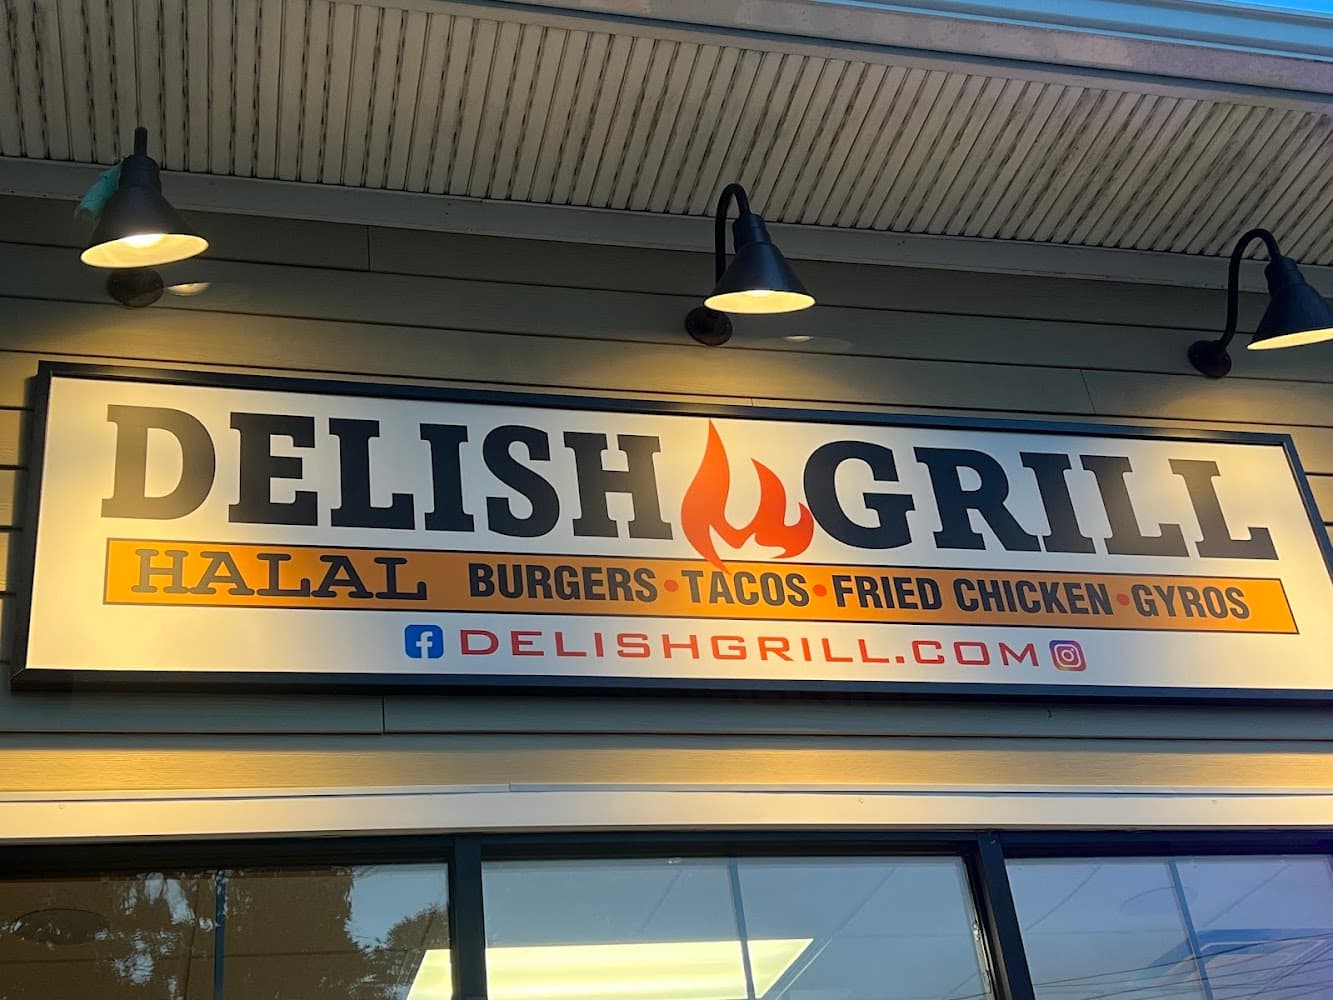 DELISH GRILL
HALAL BURGERS • TACOS • FRIED CHICKEN • GYROS
DELISHGRILL.COM